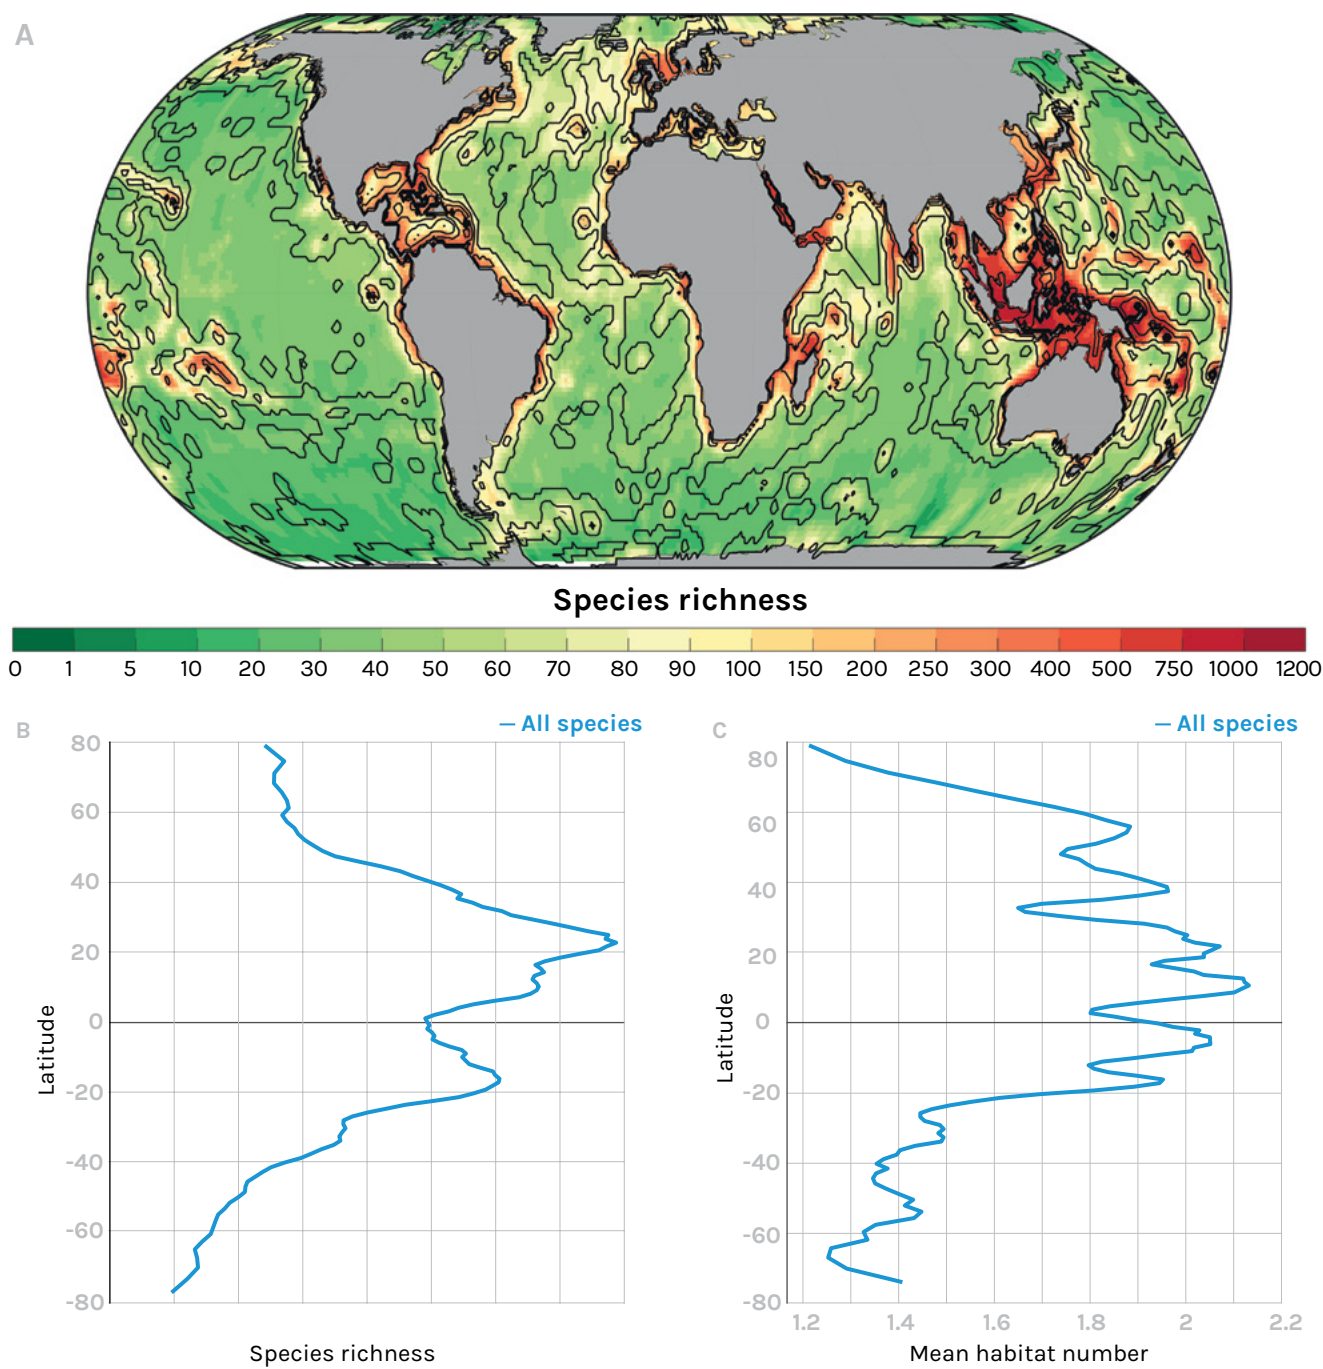 A
Species richness
0 1 5 10 20 30 40 50 60 70 80 90 100 150 200 250 300 400 500 750 1000 1200
B
— All species
80
60
40
20
0
-20
-40
-60
-80
Latitude
Species richness
C
— All species
80
60
40
20
0
-20
-40
-60
-80
Latitude
1.2 1.4 1.6 1.8 2 2.2
Mean habitat number